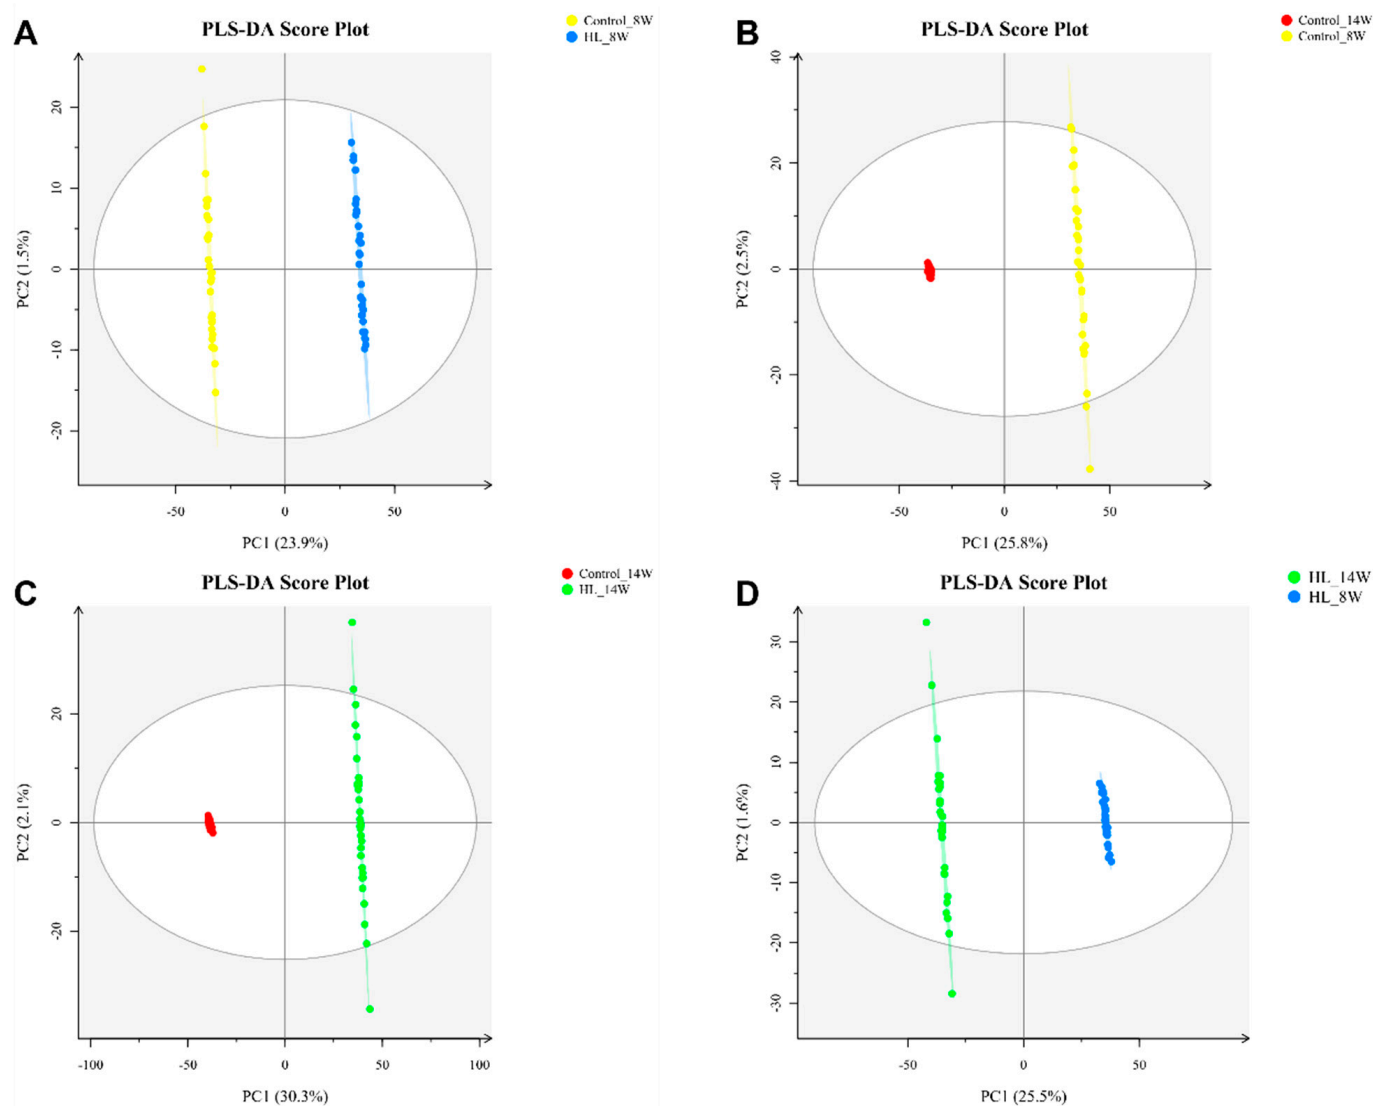 A
PLS-DA Score Plot
Control_8W
HL_8W
20
10
0
-10
-20
PC2 (1.5%)
-50
0
50
PC1 (23.9%)
B
PLS-DA Score Plot
Control_14W
Control_8W
40
20
0
-20
-40
PC2 (2.5%)
-50
0
50
PC1 (25.8%)
C
PLS-DA Score Plot
Control_14W
HL_14W
20
0
-20
PC2 (2.1%)
-100
-50
0
50
100
PC1 (30.3%)
D
PLS-DA Score Plot
HL_14W
HL_8W
30
20
10
0
-10
-20
-30
PC2 (1.6%)
-50
0
50
PC1 (25.5%)